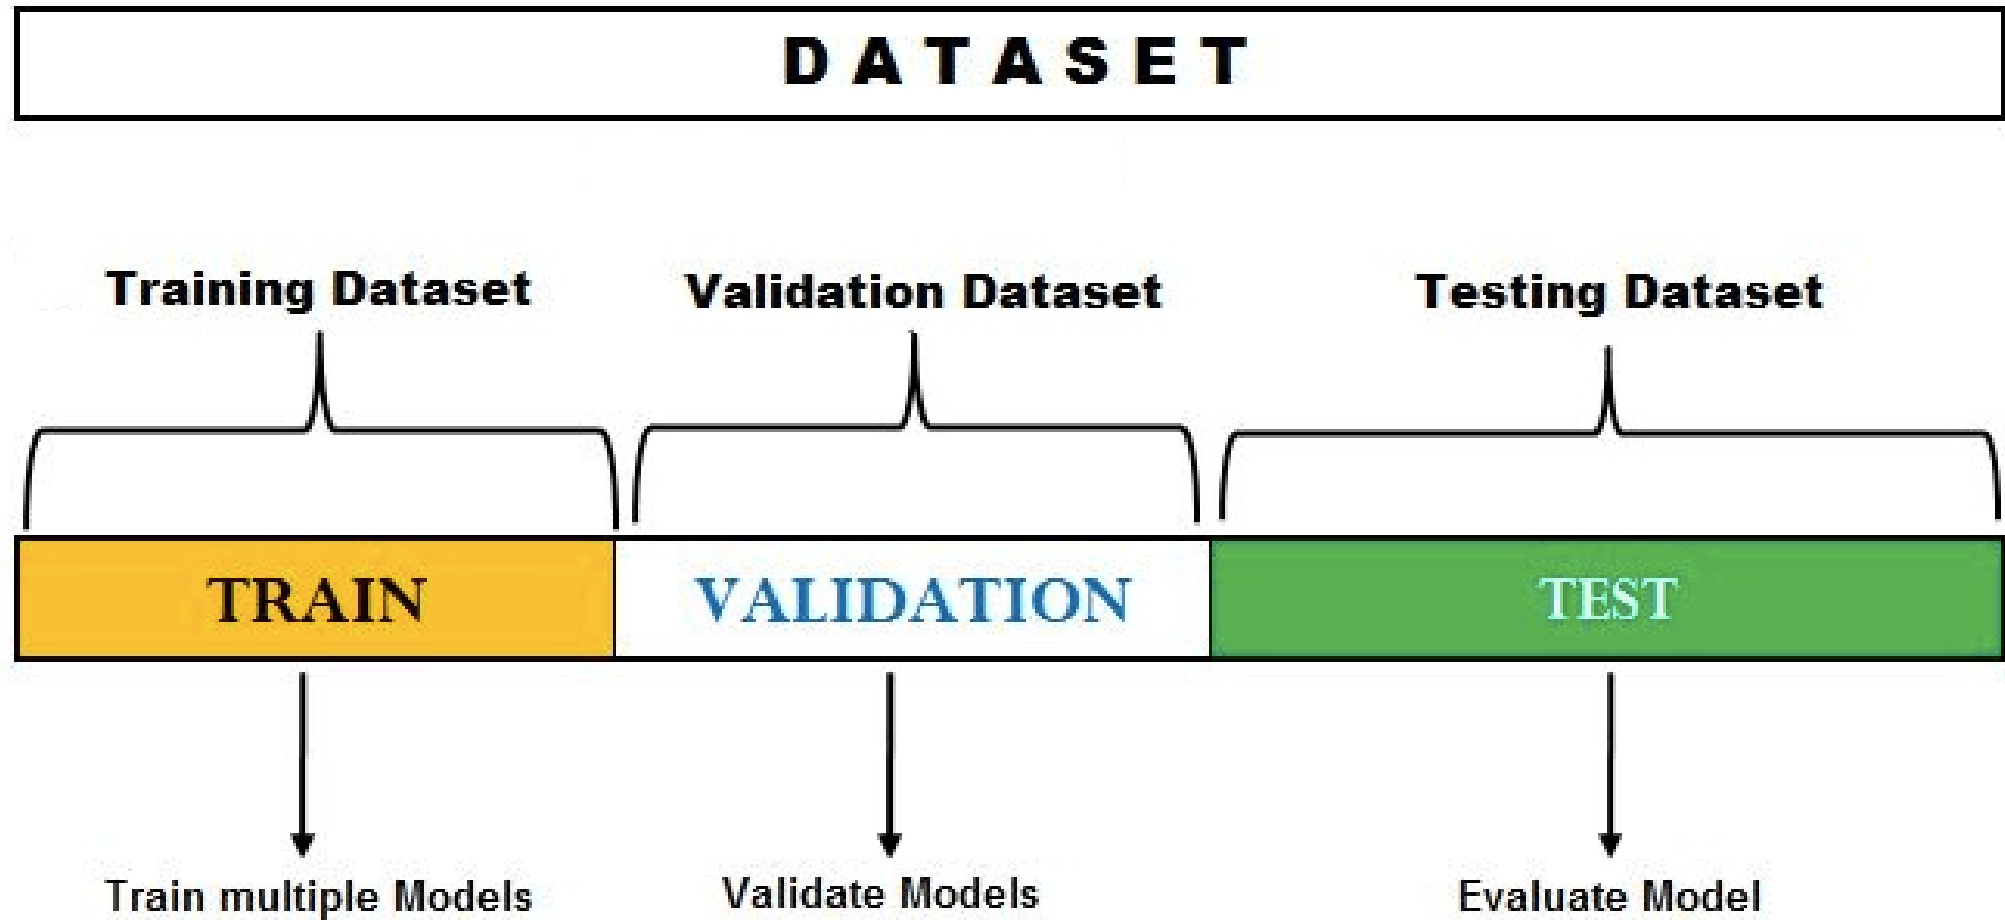 DATASET
Training Dataset
Validation Dataset
Testing Dataset
TRAIN
VALIDATION
TEST
Train multiple Models
Validate Models
Evaluate Model